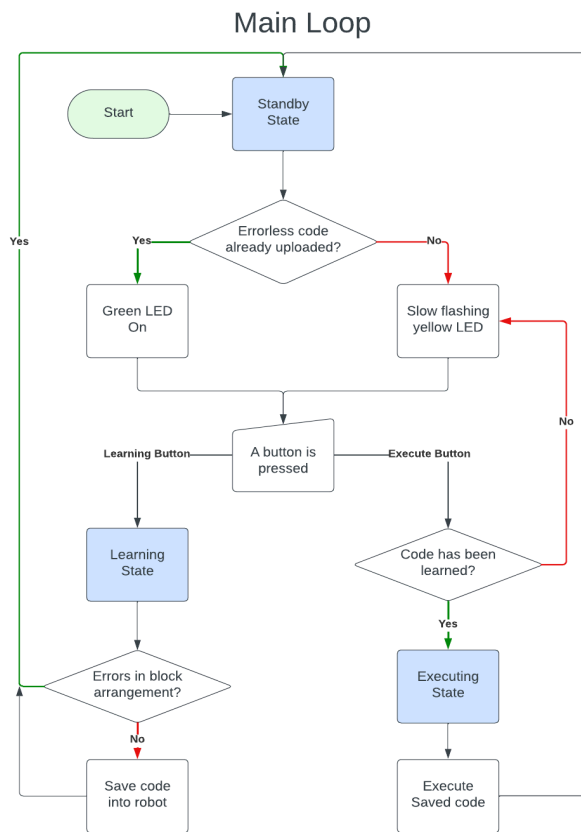 Main Loop
Start
Standby
State
Yes
Errorless code
already uploaded?
Yes
No
Green LED
On
Slow flashing
yellow LED
No
Learning Button
A button is
pressed
Execute Button
Learning
State
Code has been
learned?
Yes
Errors in block
arrangement?
Executing
State
No
Save code
into robot
Execute
Saved code